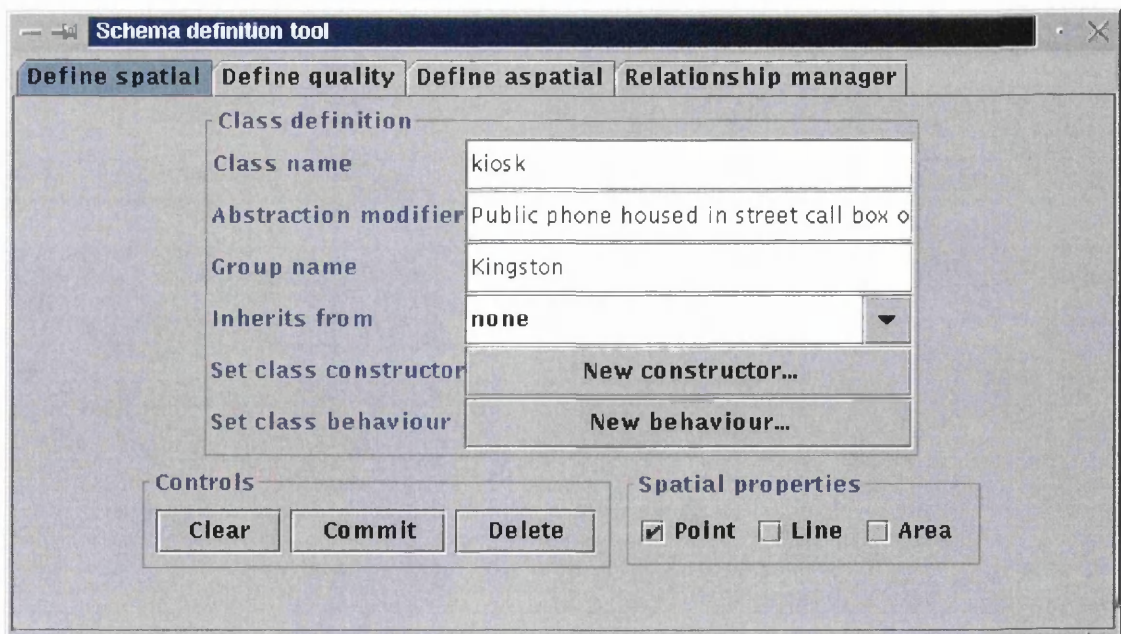 Schema definition tool
Define spatial Define quality Define aspatial Relationship manager
Class definition
Class name kiosk
Abstraction modifier Public phone housed in street call box o
Group name Kingston
Inherits from none
Set class constructor New constructor...
Set class behaviour New behaviour...
Controls
Clear Commit Delete
Spatial properties
Point Line Area